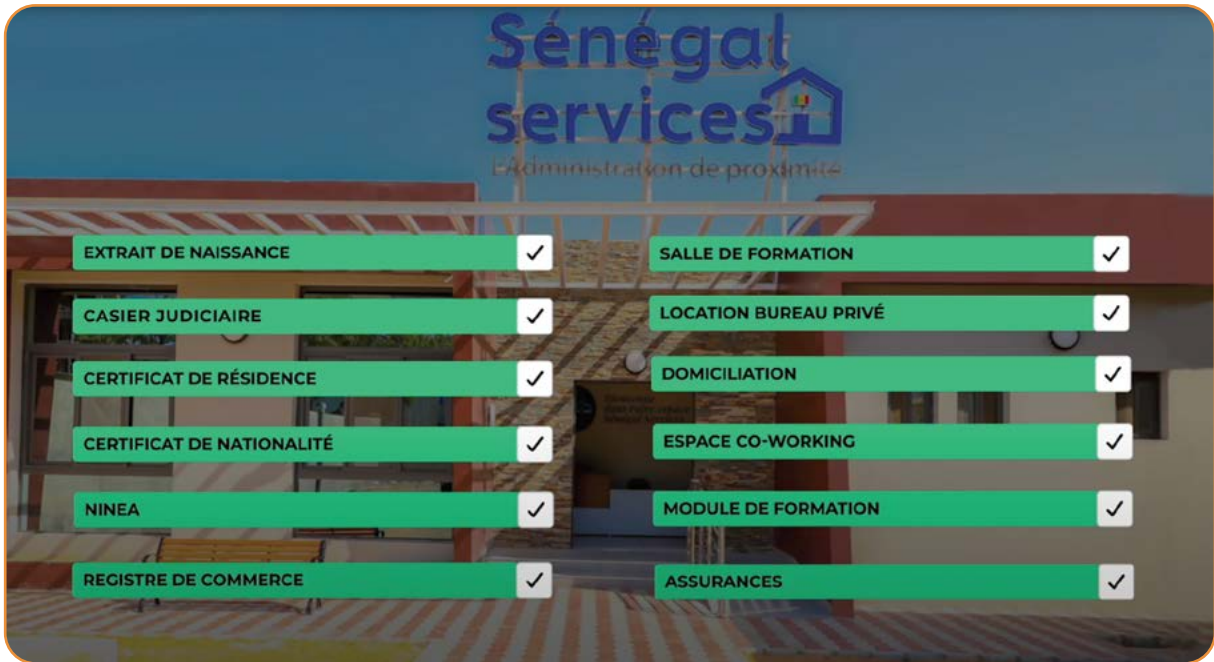 Sénégal
services
L'Administration de proximité
EXTRAIT DE NAISSANCE
CASIER JUDICIAIRE
CERTIFICAT DE RÉSIDENCE
CERTIFICAT DE NATIONALITÉ
NINEA
REGISTRE DE COMMERCE
SALLE DE FORMATION
LOCATION BUREAU PRIVÉ
DOMICILIATION
ESPACE CO-WORKING
MODULE DE FORMATION
ASSURANCES